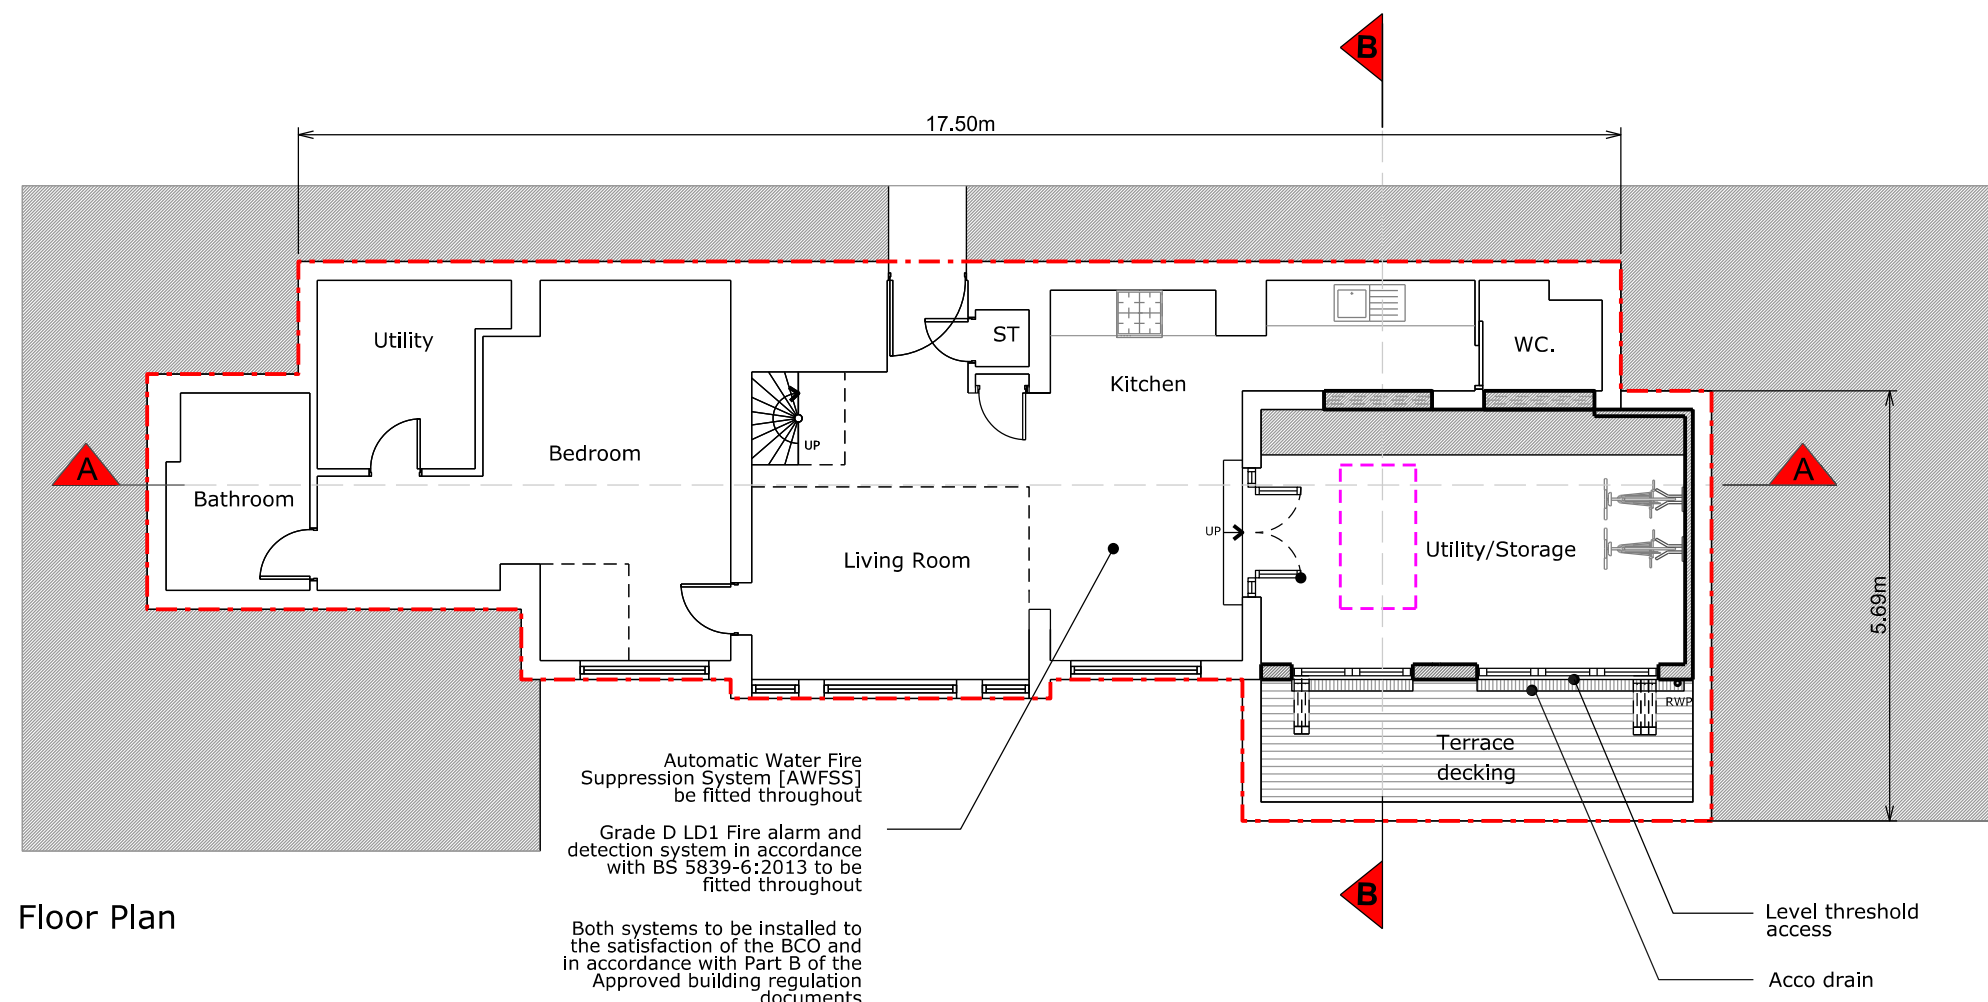 B
17.50m
Utility
ST
WC.
Kitchen
UP
Bedroom
A
A
Bathroom
UP
Living Room
Utility/Storage
5.69m
RWP
Terrace
decking
Automatic Water Fire
Suppression System [AWFSS]
be fitted throughout
Grade D LD1 Fire alarm and
detection system in accordance
with BS 5839-6:2013 to be
fitted throughout
Both systems to be installed to
the satisfaction of the BCO and
in accordance with Part B of the
Approved building regulation
documents
B
Level threshold
access
Acco drain
Floor Plan